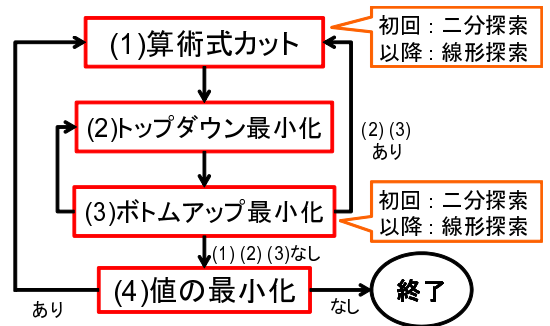 (1)算術式カット
初回：二分探索
以降：線形探索
(2)トップダウン最小化
(2) (3)
あり
(3)ボトムアップ最小化
初回：二分探索
以降：線形探索
(1) (2) (3)なし
(4)値の最小化
終了
あり
なし